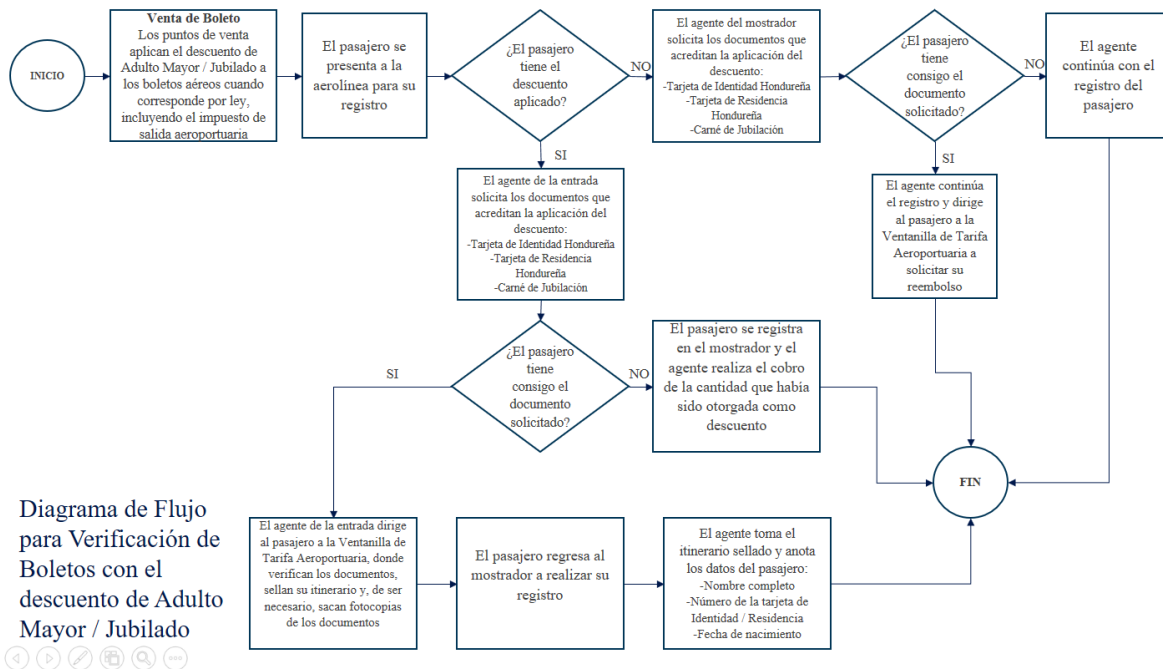 INICIO
Venta de Boleto
Los puntos de venta
aplican el descuento de
Adulto Mayor / Jubilado a
los boletos aéreos cuando
corresponde por ley,
incluyendo el impuesto de
salida aeroportuaria
El pasajero se
presenta a la
aerolínea para su
registro
¿El pasajero
tiene el
descuento
aplicado?
NO
SI
El agente del mostrador
solicita los documentos que
acreditan la aplicación del
descuento:
-Tarjeta de Identidad Hondureña
-Tarjeta de Residencia
Hondureña
-Carné de Jubilación
¿El pasajero
tiene
consigo el
documento
solicitado?
NO
SI
El agente
continúa con el
registro del
pasajero
El agente continúa
el registro y dirige
al pasajero a la
Ventanilla de Tarifa
Aeroportuaria a
solicitar su
reembolso
El agente de la entrada
solicita los documentos que
acreditan la aplicación del
descuento:
-Tarjeta de Identidad Hondureña
-Tarjeta de Residencia
Hondureña
-Carné de Jubilación
¿El pasajero
tiene
consigo el
documento
solicitado?
SI
NO
El pasajero se registra
en el mostrador y el
agente realiza el cobro
de la cantidad que había
sido otorgada como
descuento
FIN
El agente de la entrada dirige
al pasajero a la Ventanilla de
Tarifa Aeroportuaria, donde
verifican los documentos,
sellan su itinerario y, de ser
necesario, sacan fotocopias
de los documentos
El pasajero regresa al
mostrador a realizar su
registro
El agente toma el
itinerario sellado y anota
los datos del pasajero:
-Nombre completo
-Número de la tarjeta de
Identidad / Residencia
-Fecha de nacimiento
Diagrama de Flujo
para Verificación de
Boletos con el
descuento de Adulto
Mayor / Jubilado